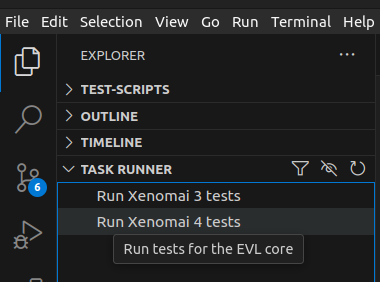 File Edit Selection View Go Run Terminal Help
EXPLORER
TEST-SCRIPTS
OUTLINE
TIMELINE
6
TASK RUNNER
Run Xenomai 3 tests
Run Xenomai 4 tests
Run tests for the EVL core